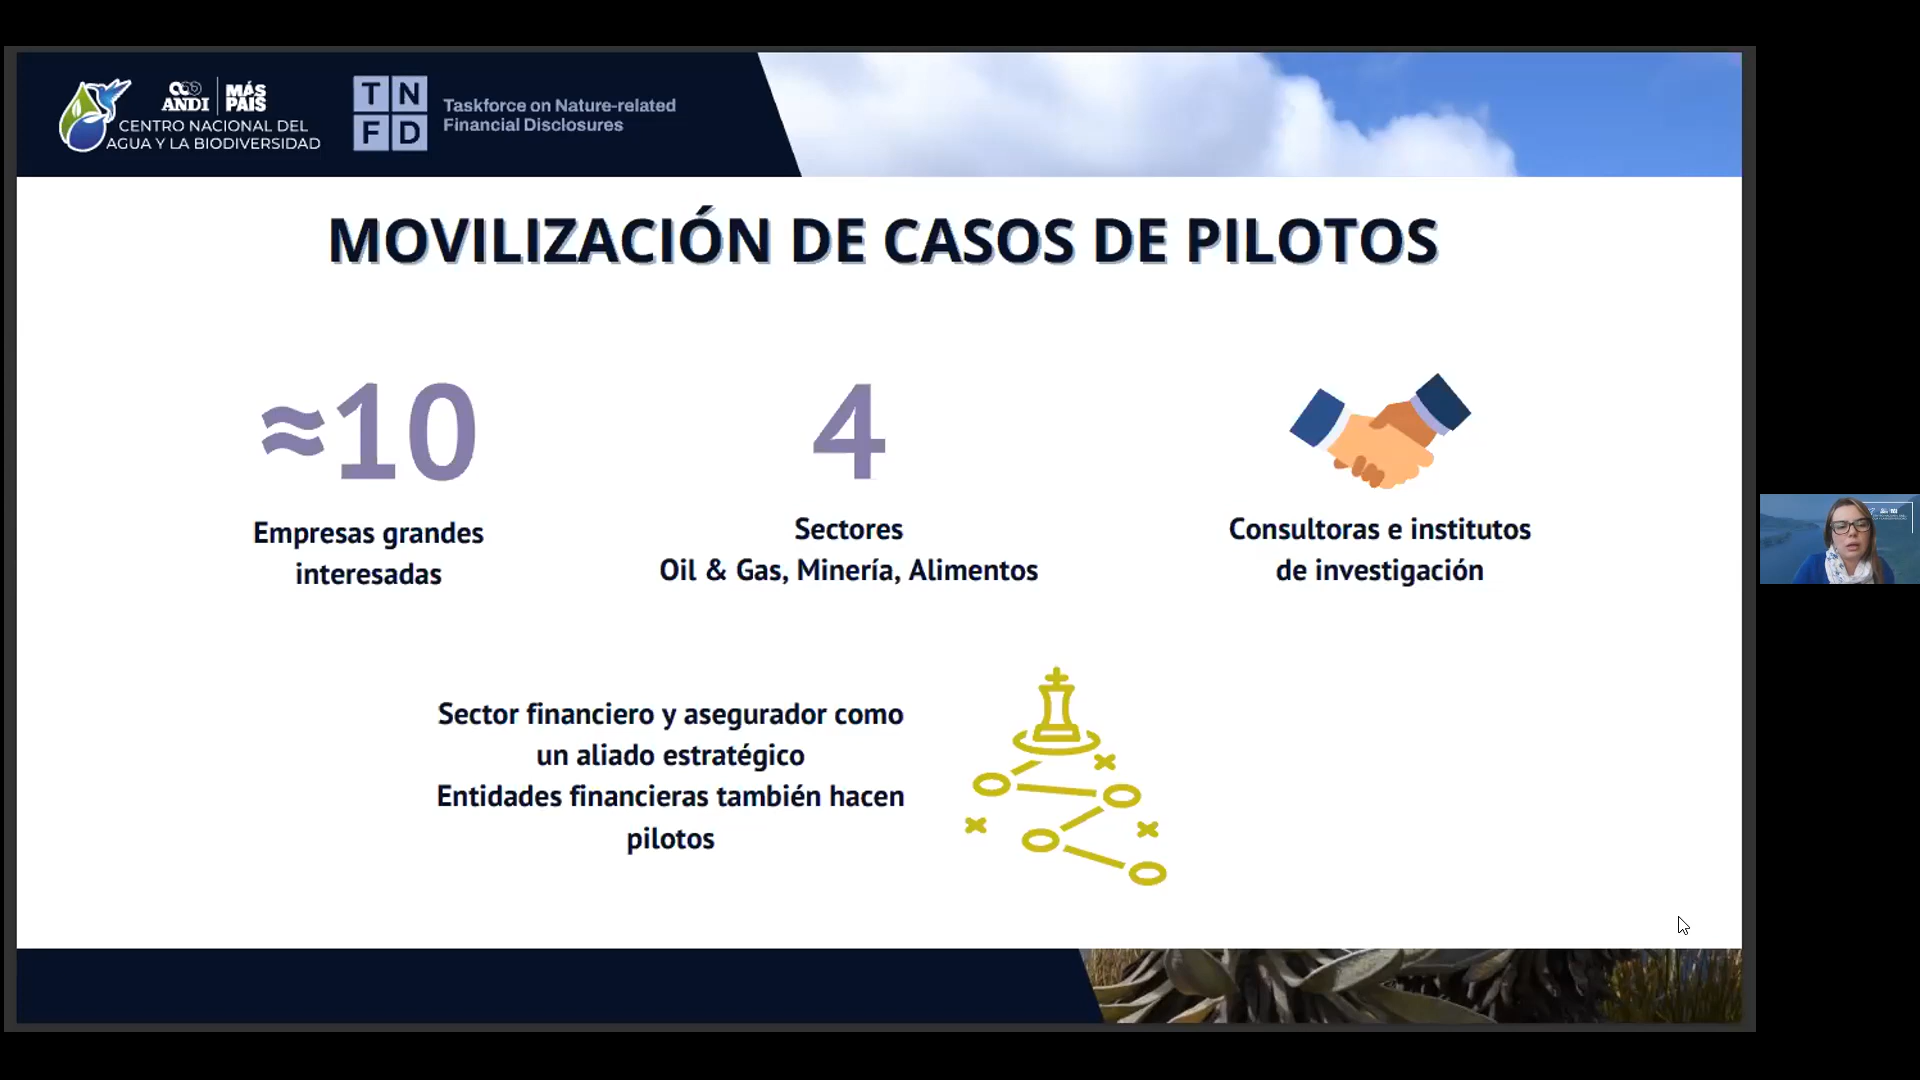 ANDI
MÁS
PAÍS
CENTRO NACIONAL DEL
AGUA Y LA BIODIVERSIDAD
T N
F D
Taskforce on Nature-related
Financial Disclosures
MOVILIZACIÓN DE CASOS DE PILOTOS
≈10
Empresas grandes
interesadas
4
Sectores
Oil & Gas, Minería, Alimentos
Consultoras e institutos
de investigación
Sector financiero y asegurador como
un aliado estratégico
Entidades financieras también hacen
pilotos